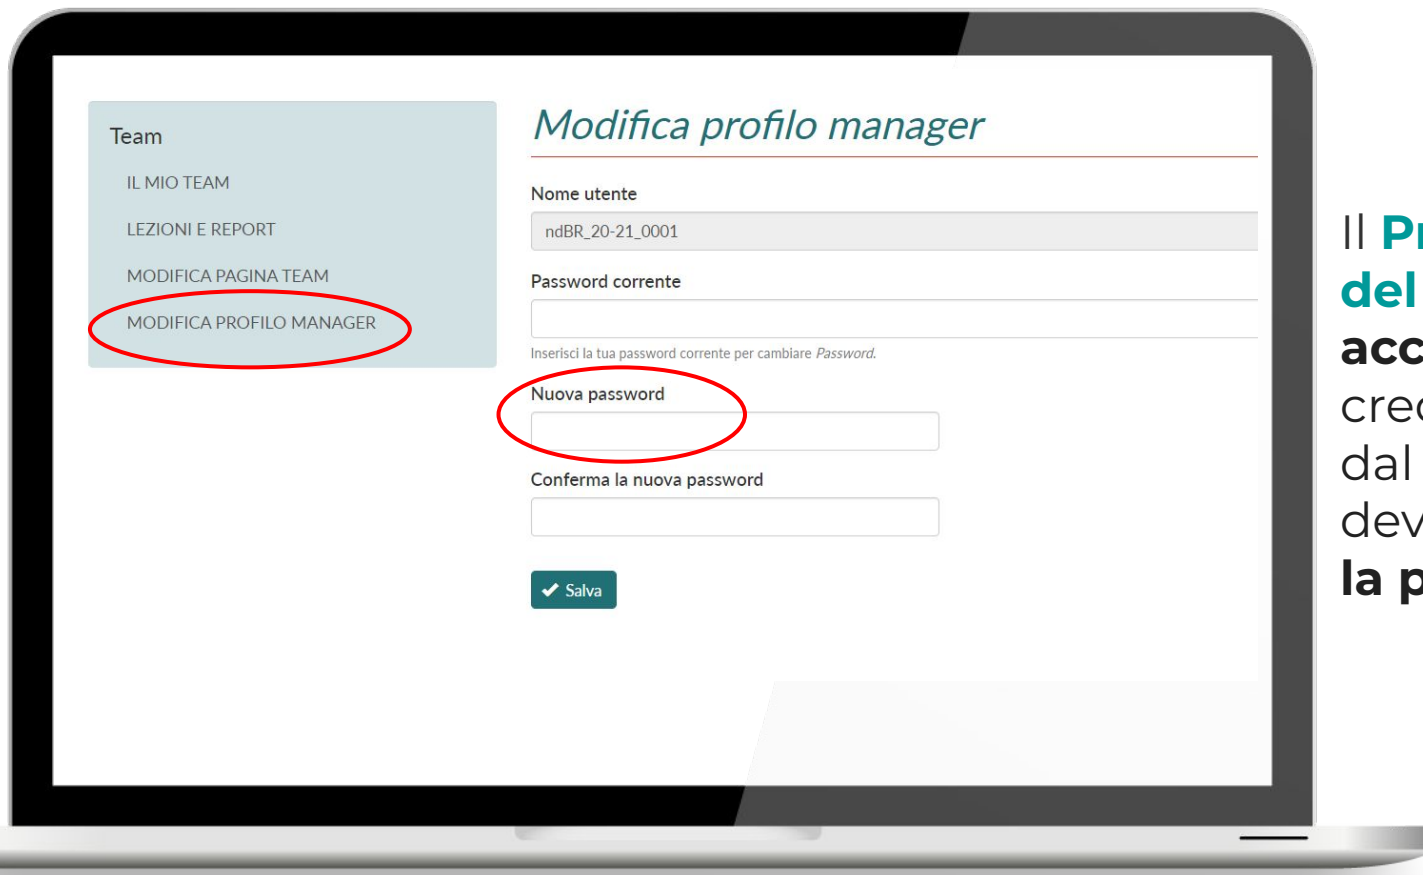 Team
IL MIO TEAM
LEZIONI E REPORT
MODIFICA PAGINA TEAM
MODIFICA PROFILO MANAGER
Modifica profilo manager
Nome utente
ndBR_20-21_0001
Password corrente
Inserisci la tua password corrente per cambiare Password.
Nuova password
Conferma la nuova password
Salva
Il
del
dal
la